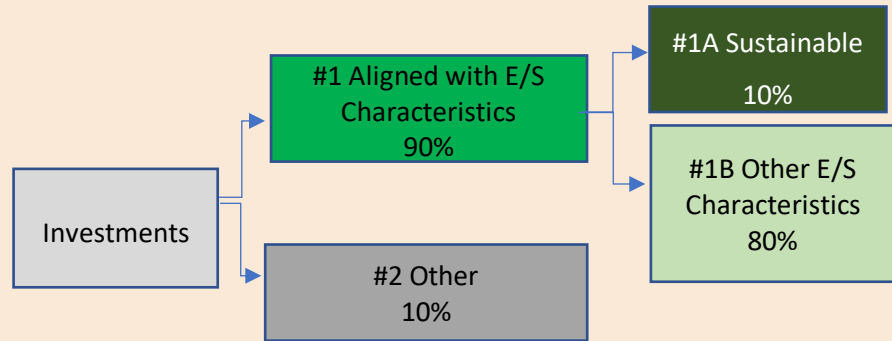 Investments
#1 Aligned with E/S
Characteristics
90%
#2 Other
10%
#1A Sustainable
10%
#1B Other E/S
Characteristics
80%